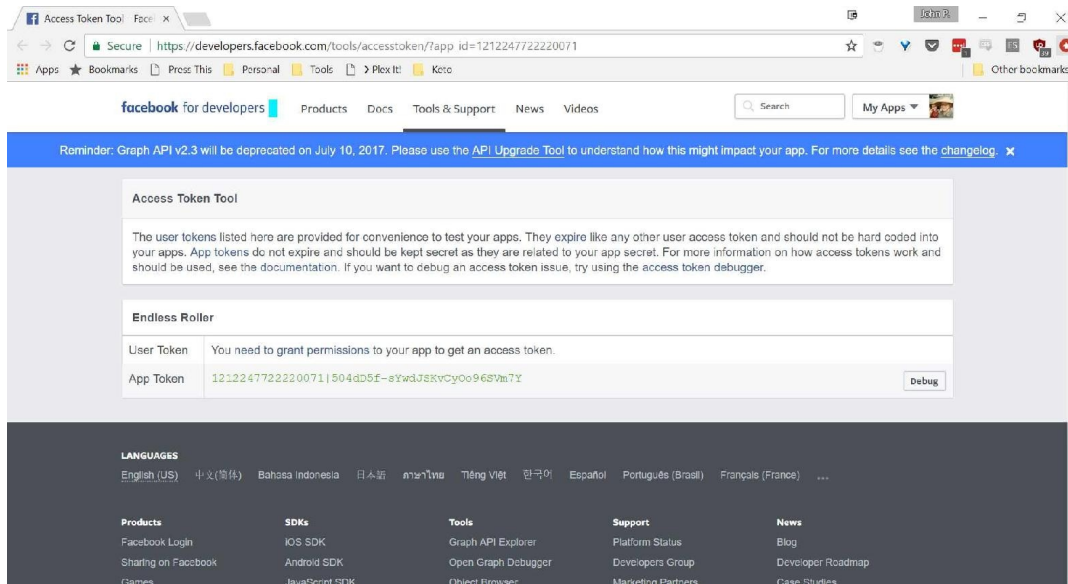 Access Token Tool
John P.
Secure
https://developers.facebook.com/tools/accesstoken/?app_id=1212247722220071
Apps Bookmarks Press This Personal Tools > Plex It! Keto Other bookmarks
facebook for developers Products Docs Tools & Support News Videos Search My Apps
Reminder: Graph API v2.3 will be deprecated on July 10, 2017. Please use the API Upgrade Tool to understand how this might impact your app. For more details see the changelog.
Access Token Tool
The user tokens listed here are provided for convenience to test your apps. They expire like any other user access token and should not be hard coded into
your apps. App tokens do not expire and should be kept secret as they are related to your app secret. For more information on how access tokens work and
should be used, see the documentation. If you want to debug an access token issue, try using the access token debugger.
Endless Roller
User Token You need to grant permissions to your app to get an access token.
App Token Debug
LANGUAGES
English (US) 中文(简体) Bahasa Indonesia 日本語 ภาษาไทย Tiếng Việt 한국어 Español Português (Brasil) Français (France) ...
Products SDKs Tools Support News
Facebook Login iOS SDK Graph API Explorer Platform Status Blog
Sharing on Facebook Android SDK Open Graph Debugger Developers Group Developer Roadmap
Games JavaScript SDK Object Browser Marketing Partners Case Studies